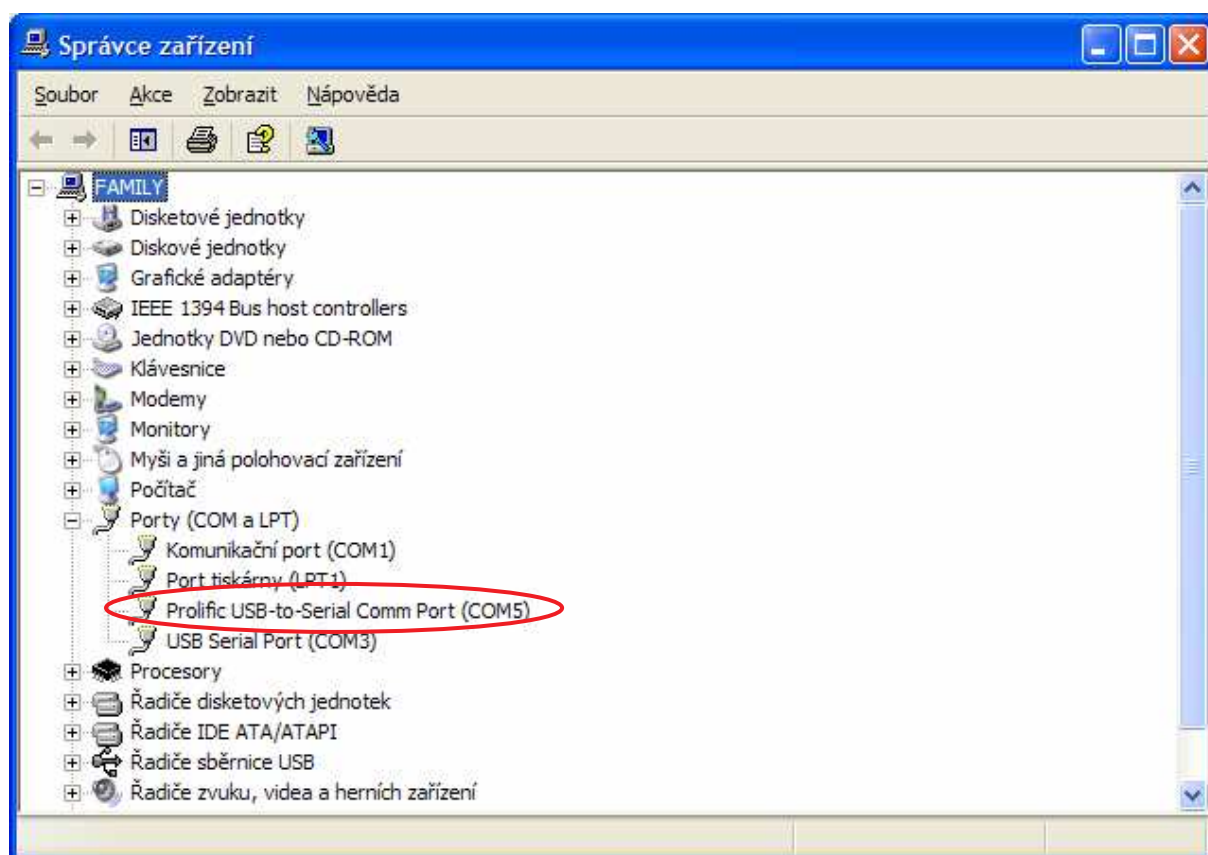 Správce zařízení
Soubor Akce Zobrazit Nápověda
FAMILY
Disketové jednotky
Diskové jednotky
Grafické adaptéry
IEEE 1394 Bus host controllers
Jednotky DVD nebo CD-ROM
Klávesnice
Modemy
Monitory
Myši a jiná polohovací zařízení
Počítač
Porty (COM a LPT)
Komunikační port (COM1)
Port tiskárny (LPT1)
Prolific USB-to-Serial Comm Port (COM5)
USB Serial Port (COM3)
Procesory
Řadiče disketových jednotek
Řadiče IDE ATA/ATAPI
Řadiče sběrnice USB
Řadiče zvuku, videa a herních zařízení